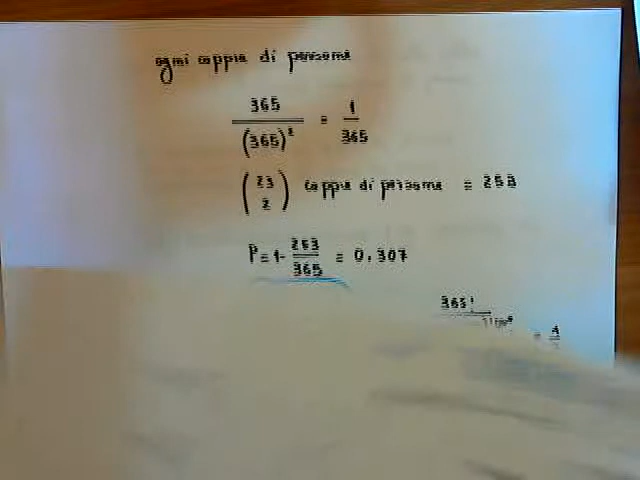 ogni coppia di persone
365 / (365)² = 1 / 365
(23 2) coppie di persone = 253
P = 1 - 253 / 365 = 0.307
365!